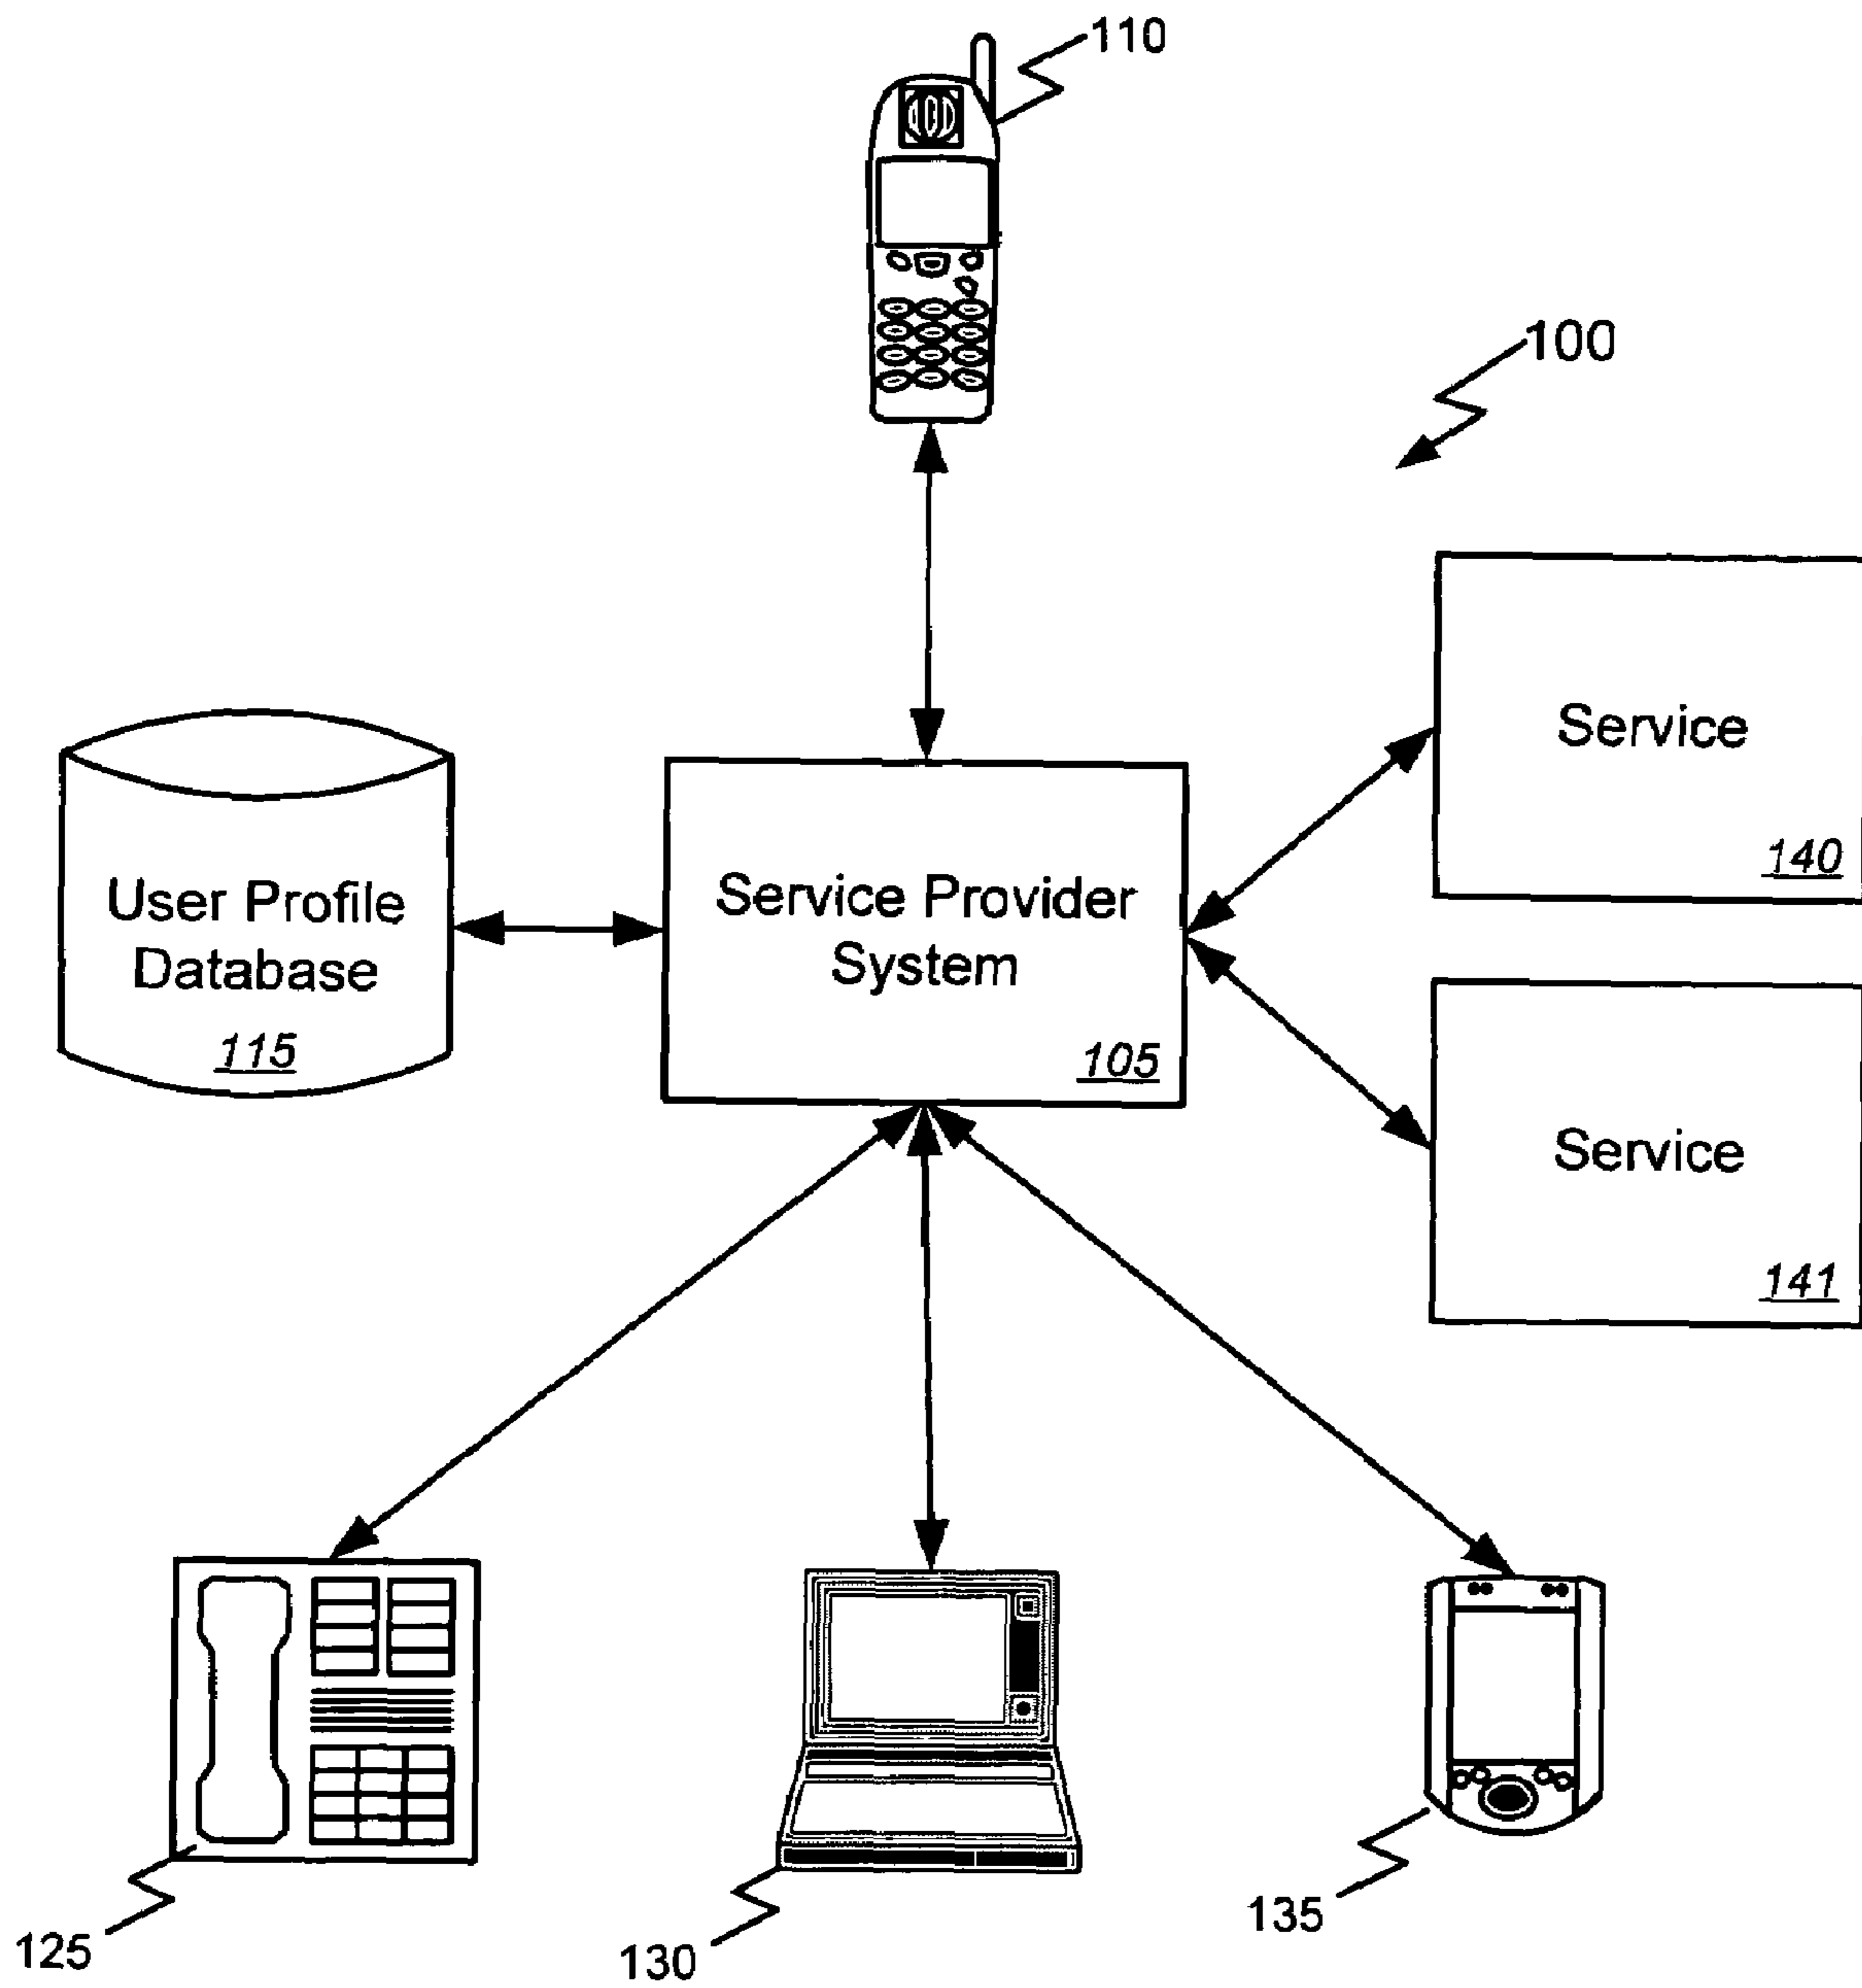 110
100
Service
140
User Profile
Database
115
Service Provider
System
105
Service
141
125
130
135